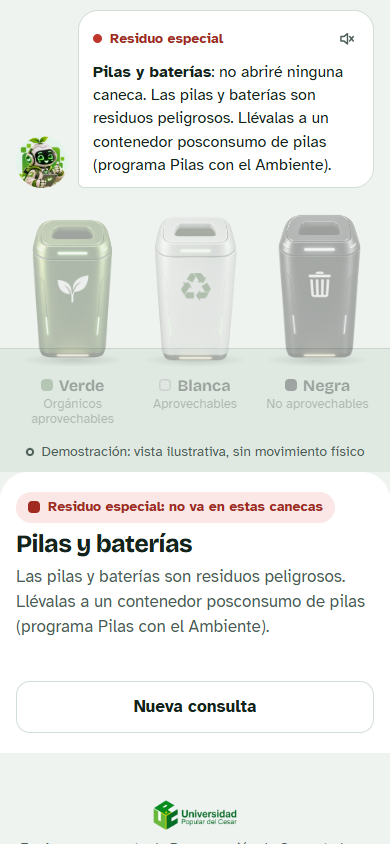 Residuo especial
Pilas y baterías: no abriré ninguna
caneca. Las pilas y baterías son
residuos peligrosos. Llévalas a un
contenedor posconsumo de pilas
(programa Pilas con el Ambiente).
Verde
Orgánicos
aprovechables
Blanca
Aprovechables
Negra
No aprovechables
Demostración: vista ilustrativa, sin movimiento físico
Residuo especial: no va en estas canecas
Pilas y baterías
Las pilas y baterías son residuos peligrosos.
Llévalas a un contenedor posconsumo de pilas
(programa Pilas con el Ambiente).
Nueva consulta
Universidad
Popular del Cesar